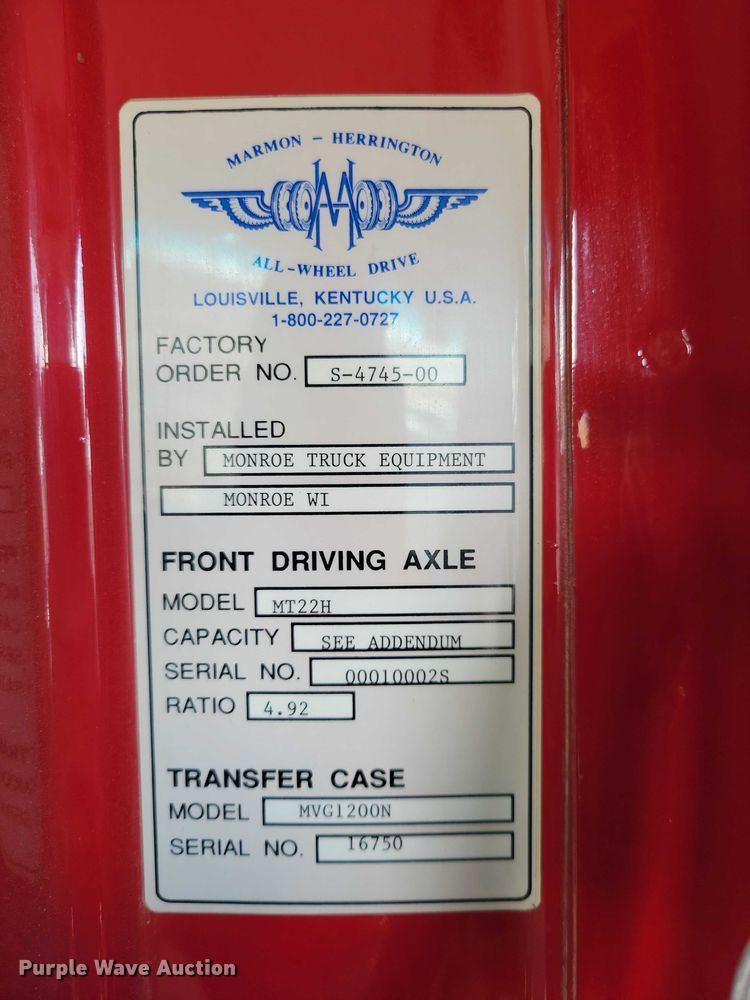 MARMON - HERRINGTON
ALL-WHEEL DRIVE
LOUISVILLE, KENTUCKY U.S.A.
1-800-227-0727
FACTORY
ORDER NO. S-4745-00
INSTALLED
BY MONROE TRUCK EQUIPMENT
MONROE WI
FRONT DRIVING AXLE
MODEL MT22H
CAPACITY SEE ADDENDUM
SERIAL NO. 00010002S
RATIO 4.92
TRANSFER CASE
MODEL MVG1200N
SERIAL NO. 16750
Purple Wave Auction